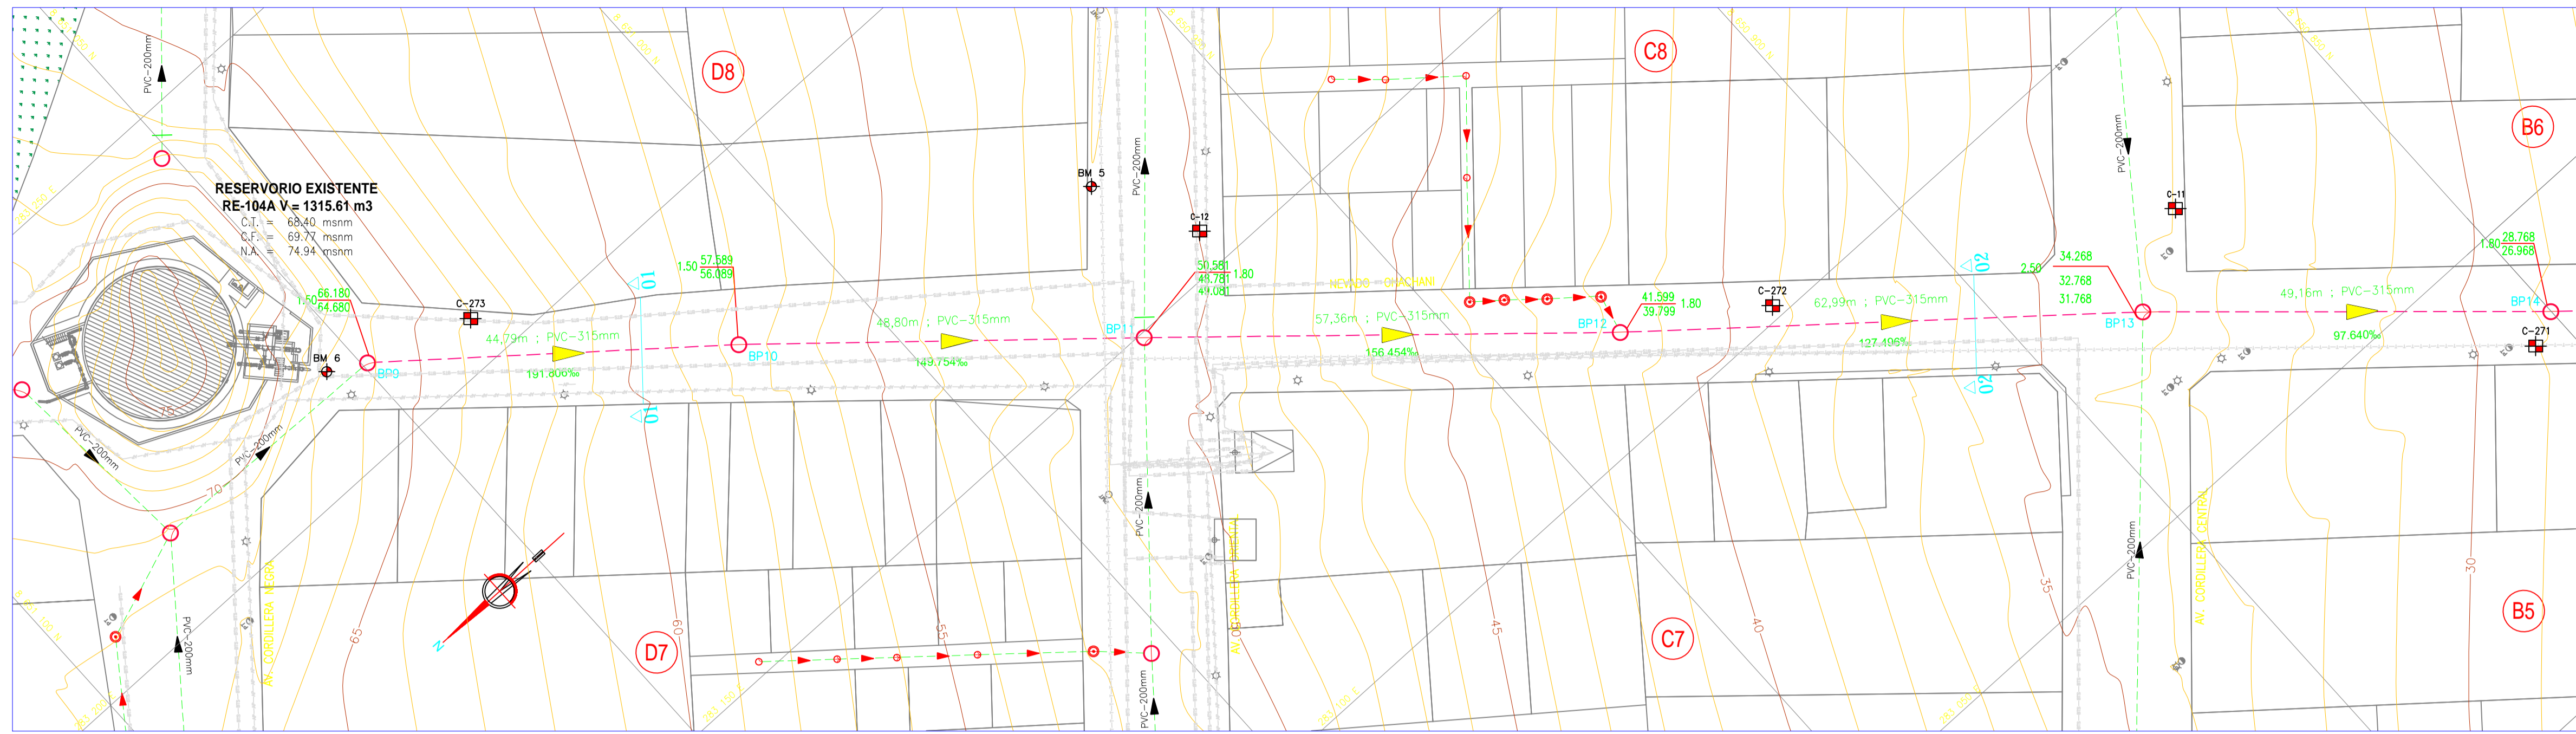 PVC-200mm
D8
C8
B6
RESERVORIO EXISTENTE
RE-104A V = 1315.61 m3
C.T. = 68.40 msnm
C.F. = 69.77 msnm
N.A. = 74.94 msnm
BM 5
PVC-200mm
C-12
PVC-200mm
C-11
66.180
1.50
64.680
C-273
57.589
1.50
56.089
01
50.581
48.781
1.80
49.081
41.599
1.80
39.799
C-272
02
34.268
2.50
32.768
31.768
28.768
1.80
26.968
BM 6
BP9
44,79m ; PVC-315mm
191.806‰
BP10
48,80m ; PVC-315mm
149.754‰
BP11
57,36m ; PVC-315mm
156.454‰
BP12
62,99m ; PVC-315mm
127.406‰
BP13
49,16m ; PVC-315mm
97.640‰
BP14
C-271
01
02
75
70
PVC-200mm
PVC-200mm
PVC-200mm
PVC-200mm
PVC-200mm
PVC-200mm
AV. CORDILLERA NEGRA
AV. CORDILLERA CENTRAL
N
65
60
55
50
45
40
35
30
D7
C7
B5